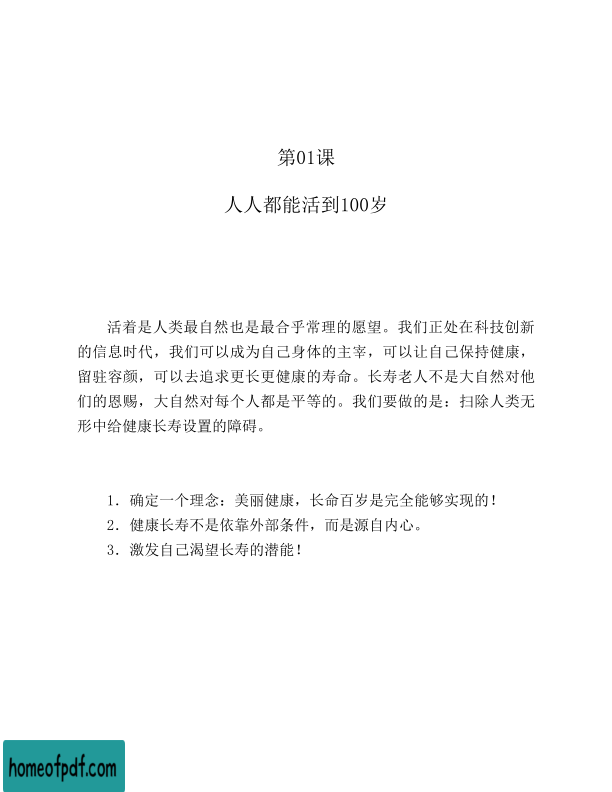 第01课
人人都能活到100岁
活着是人类最自然也是最合乎常理的愿望。我们正处在科技创新
的信息时代，我们可以成为自己身体的主宰，可以让自己保持健康，
留驻容颜，可以去追求更长更健康的寿命。长寿老人不是大自然对他
们的恩赐，大自然对每个人都是平等的。我们要做的是：扫除人类无
形中给健康长寿设置的障碍。
1．确定一个理念：美丽健康，长命百岁是完全能够实现的！
2．健康长寿不是依靠外部条件，而是源自内心。
3．激发自己渴望长寿的潜能！
homeofpdf.com